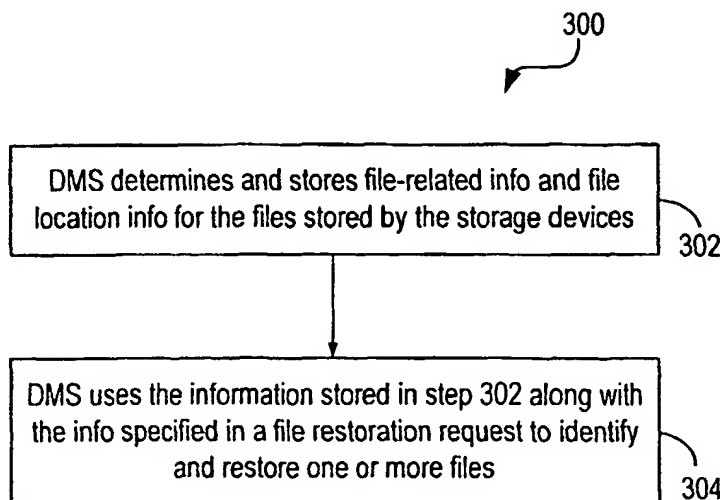 300
DMS determines and stores file-related info and file
location info for the files stored by the storage devices
302
DMS uses the information stored in step 302 along with
the info specified in a file restoration request to identify
and restore one or more files
304